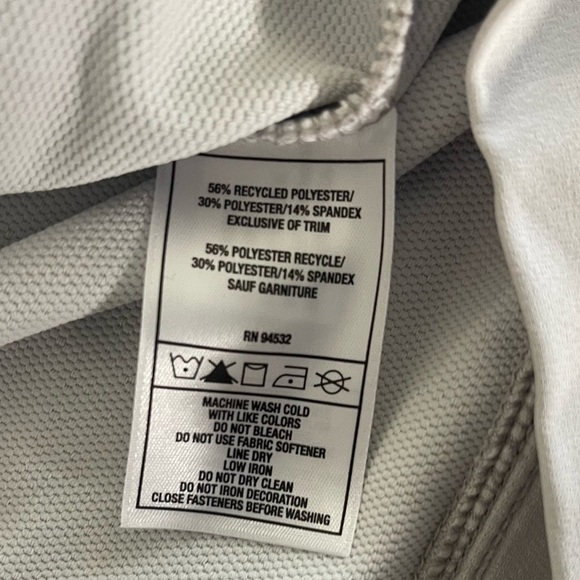 56% RECYCLED POLYESTER/
30% POLYESTER/14% SPANDEX
EXCLUSIVE OF TRIM
56% POLYESTER RECYCLE/
30% POLYESTER/14% SPANDEX
SAUF GARNITURE
RN 94532
MACHINE WASH COLD
WITH LIKE COLORS
DO NOT BLEACH
DO NOT USE FABRIC SOFTENER
LINE DRY
LOW IRON
DO NOT DRY CLEAN
DO NOT IRON DECORATION
CLOSE FASTENERS BEFORE WASHING